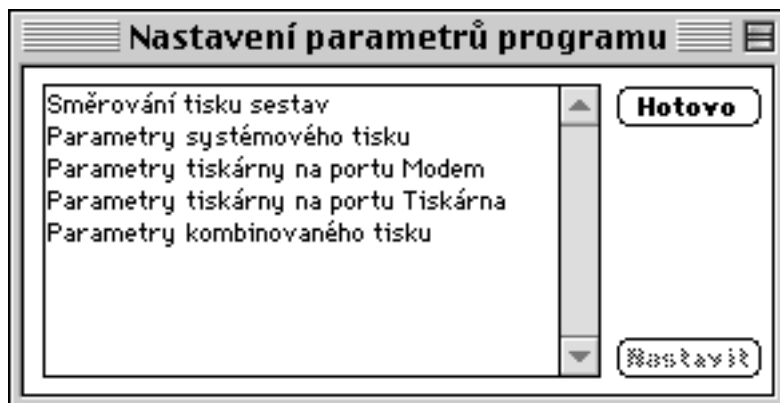 Nastavení parametrů programu
Směrování tisku sestav
Parametry systémového tisku
Parametry tiskárny na portu Modem
Parametry tiskárny na portu Tiskárna
Parametry kombinovaného tisku
Hotovo
Nastavit